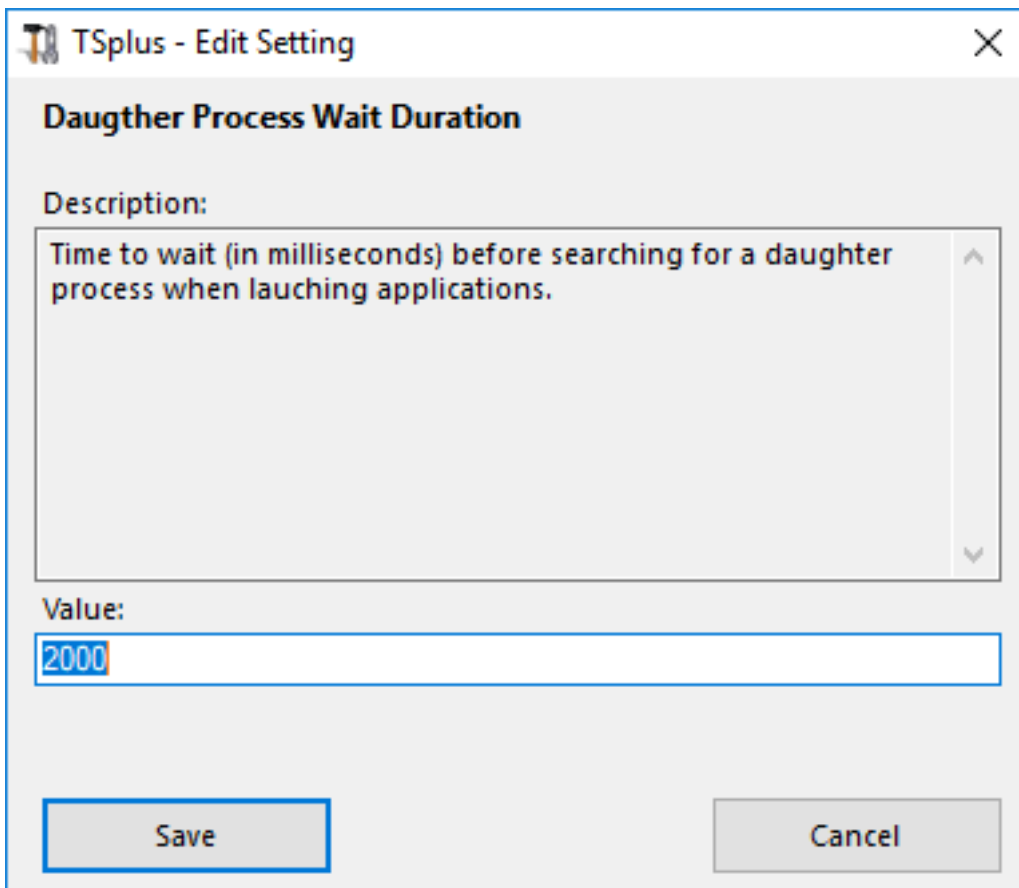 TSplus - Edit Setting
Daugther Process Wait Duration
Description:
Time to wait (in milliseconds) before searching for a daughter
process when lauching applications.
Value:
2000
Save
Cancel